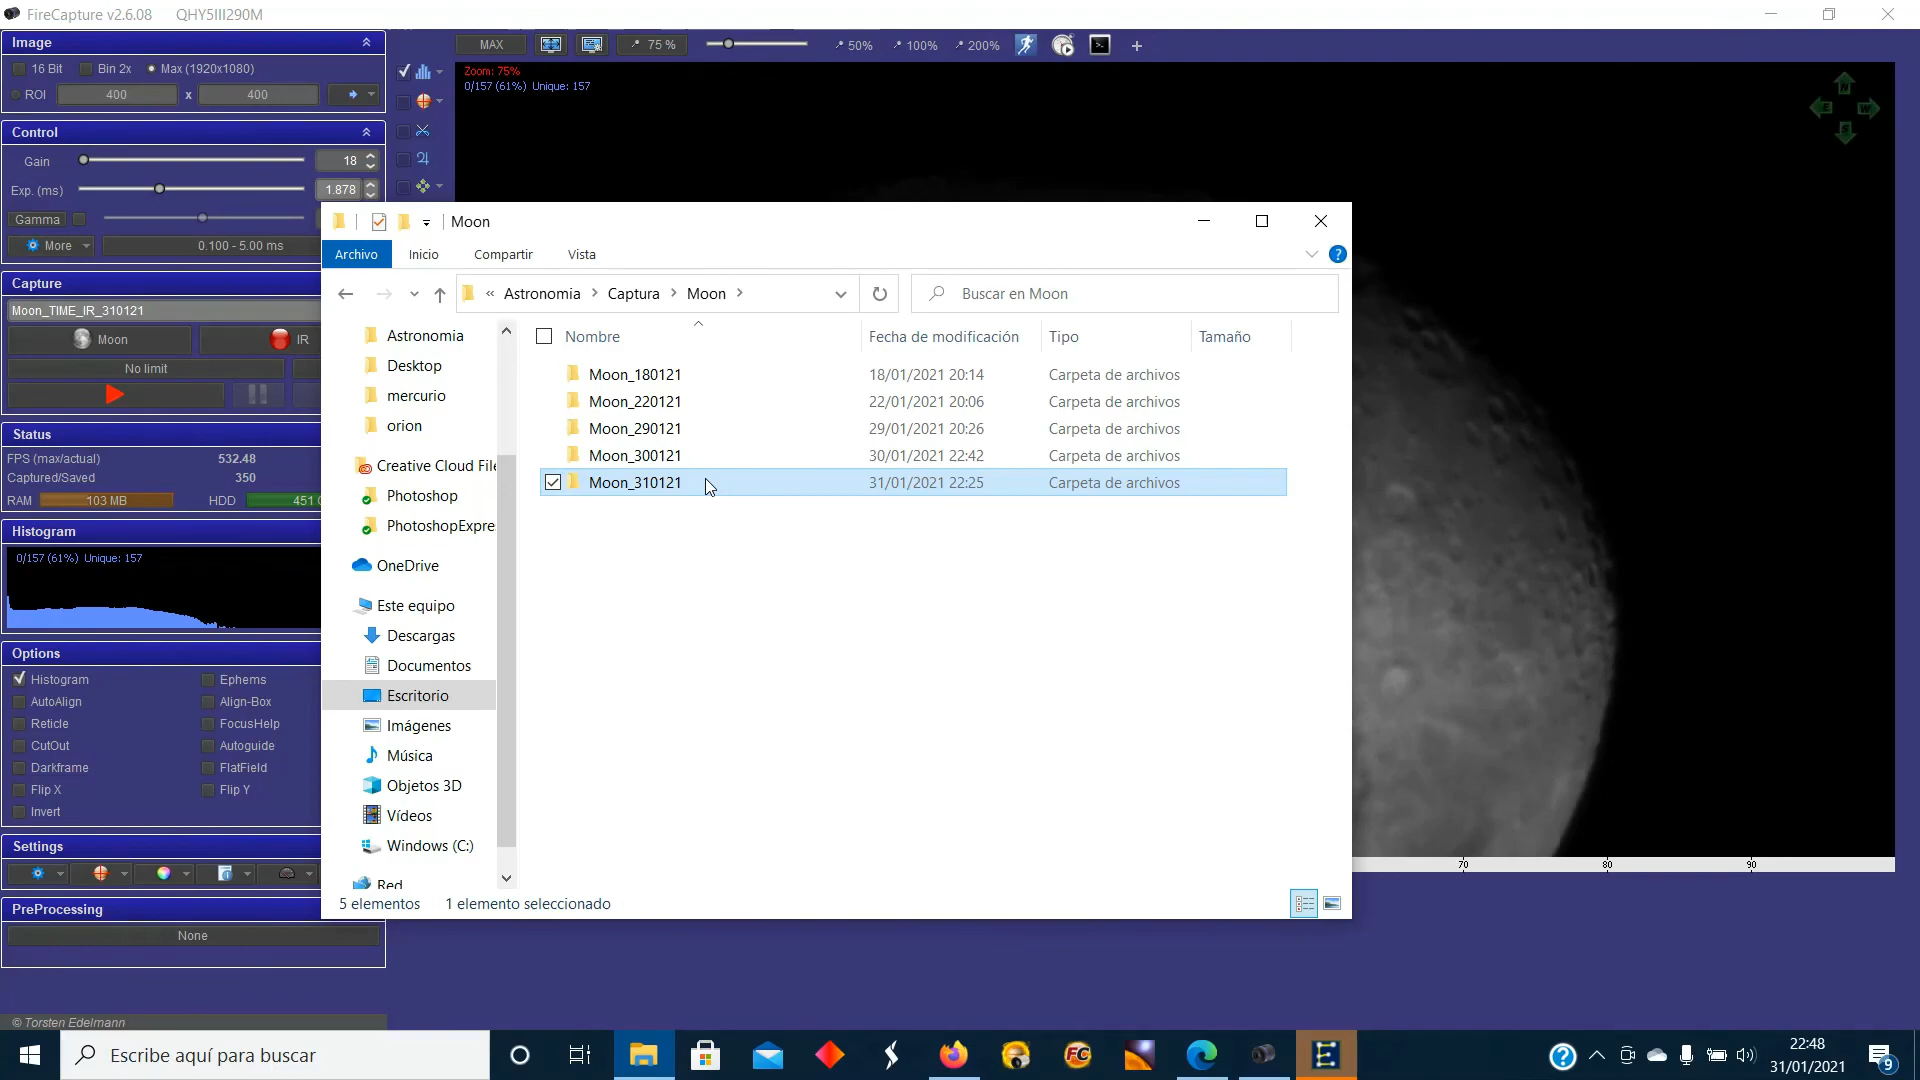 FireCapture v2.6.08 QHY5III290M
Image
16 Bit Bin 2x Max (1920x1080)
ROI 400 x 400
MAX 75 % 50% 100% 200%
Zoom: 75%
0/157 (61%) Unique: 157
N
E W
S
Control
Gain 18
Exp. (ms) 1.878
Gamma
More 0.100 - 5.00 ms
Capture
Moon_TIME_IR_310121
Moon IR
No limit
Status
FPS (max/actual) 532.48
Captured/Saved 350
RAM 103 MB HDD 451
Histogram
0/157 (61%) Unique: 157
Options
Histogram Ephems
AutoAlign Align-Box
Reticle FocusHelp
CutOut Autoguide
Darkframe FlatField
Flip X Flip Y
Invert
Settings
PreProcessing
None
© Torsten Edelmann
Moon
Archivo Inicio Compartir Vista
« Astronomia > Captura > Moon >
Buscar en Moon
Astronomia
Desktop
mercurio
orion
Creative Cloud File
Photoshop
PhotoshopExpre
OneDrive
Este equipo
Descargas
Documentos
Escritorio
Imágenes
Música
Objetos 3D
Vídeos
Windows (C:)
Red
Nombre Fecha de modificación Tipo Tamaño
Moon_180121 18/01/2021 20:14 Carpeta de archivos
Moon_220121 22/01/2021 20:06 Carpeta de archivos
Moon_290121 29/01/2021 20:26 Carpeta de archivos
Moon_300121 30/01/2021 22:42 Carpeta de archivos
Moon_310121 31/01/2021 22:25 Carpeta de archivos
5 elementos 1 elemento seleccionado
70 80 90
Escribe aquí para buscar
FC
E
22:48
31/01/2021
9